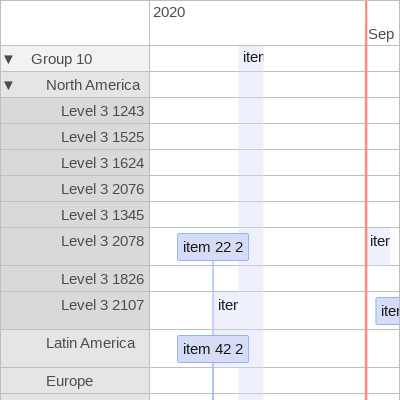 2020
Sep
▼ Group 10 iter
▼ North America
Level 3 1243
Level 3 1525
Level 3 1624
Level 3 2076
Level 3 1345
Level 3 2078 item 22 2 iter
Level 3 1826
Level 3 2107 iter iter
Latin America item 42 2
Europe